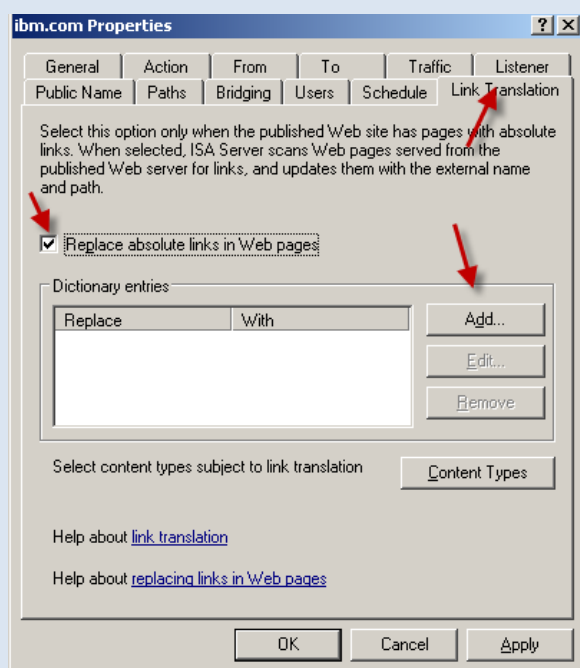 ibm.com Properties
General Action From To Traffic Listener
Public Name Paths Bridging Users Schedule Link Translation
Select this option only when the published Web site has pages with absolute
links. When selected, ISA Server scans Web pages served from the
published Web server for links, and updates them with the external name
and path.
Replace absolute links in Web pages
Dictionary entries
Replace With
Add...
Edit...
Remove
Select content types subject to link translation Content Types
Help about link translation
Help about replacing links in Web pages
OK Cancel Apply